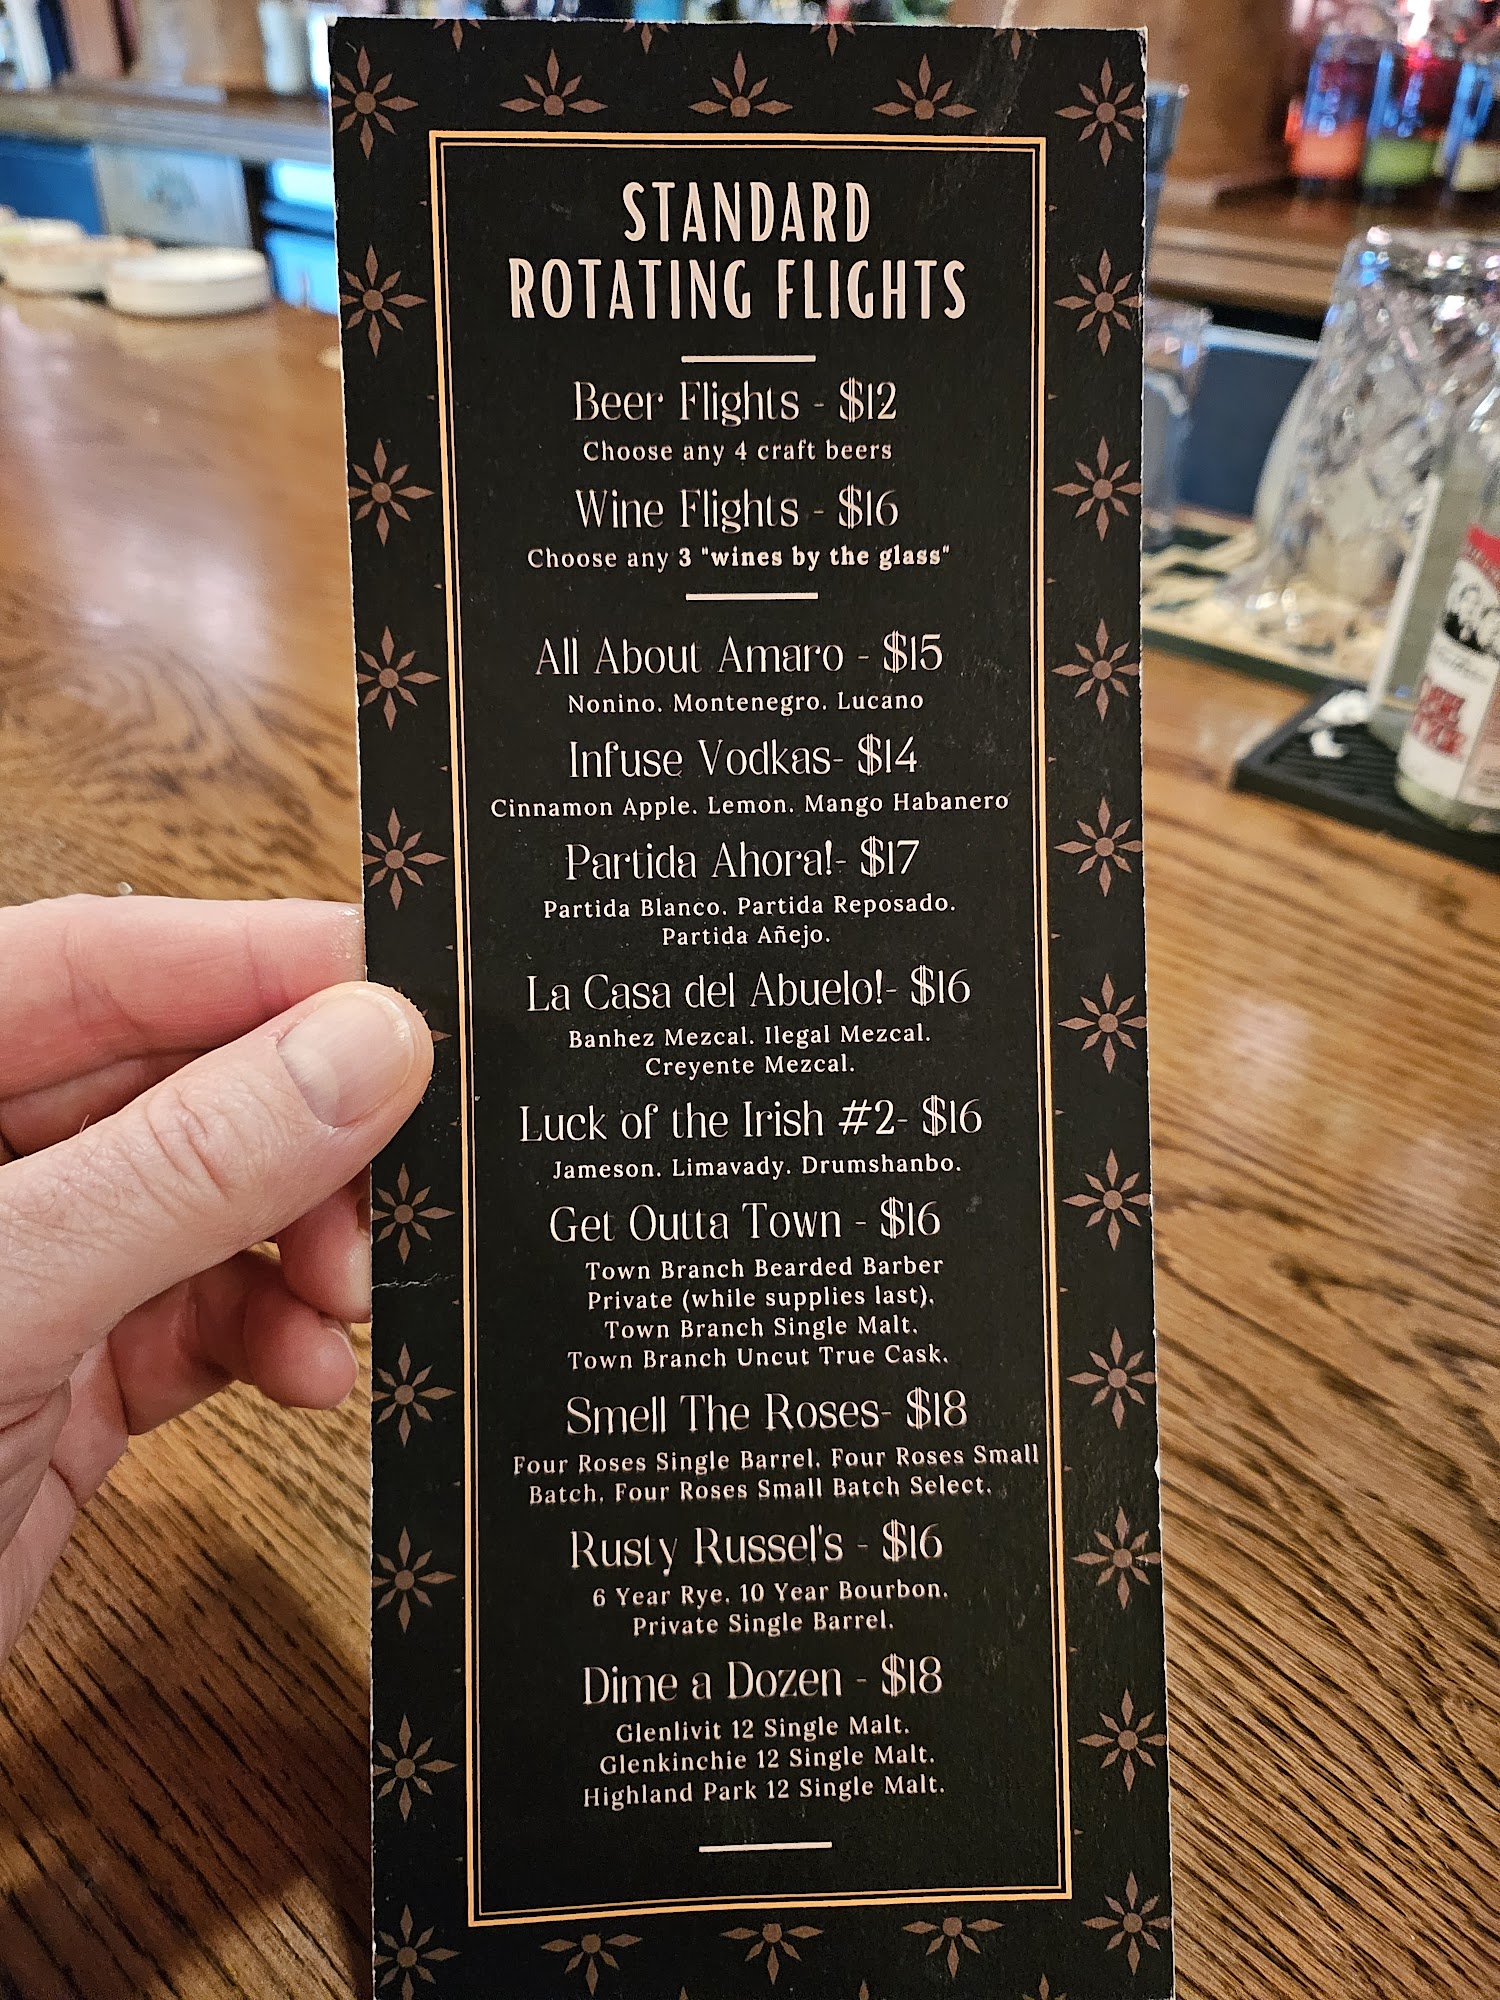 STANDARD
ROTATING FLIGHTS
Beer Flights - $12
Choose any 4 craft beers
Wine Flights - $16
Choose any 3 "wines by the glass"
All About Amaro - $15
Nonino. Montenegro. Lucano
Infuse Vodkas- $14
Cinnamon Apple. Lemon. Mango Habanero
Partida Ahora!- $17
Partida Blanco. Partida Reposado.
Partida Añejo.
La Casa del Abuelo!- $16
Banhez Mezcal. Ilegal Mezcal.
Creyente Mezcal.
Luck of the Irish #2- $16
Jameson. Limavady. Drumshanbo.
Get Outta Town - $16
Town Branch Bearded Barber
Private (while supplies last).
Town Branch Single Malt.
Town Branch Uncut True Cask.
Smell The Roses- $18
Four Roses Single Barrel. Four Roses Small
Batch. Four Roses Small Batch Select.
Rusty Russel's - $16
6 Year Rye. 10 Year Bourbon.
Private Single Barrel.
Dime a Dozen - $18
Glenlivit 12 Single Malt.
Glenkinchie 12 Single Malt.
Highland Park 12 Single Malt.